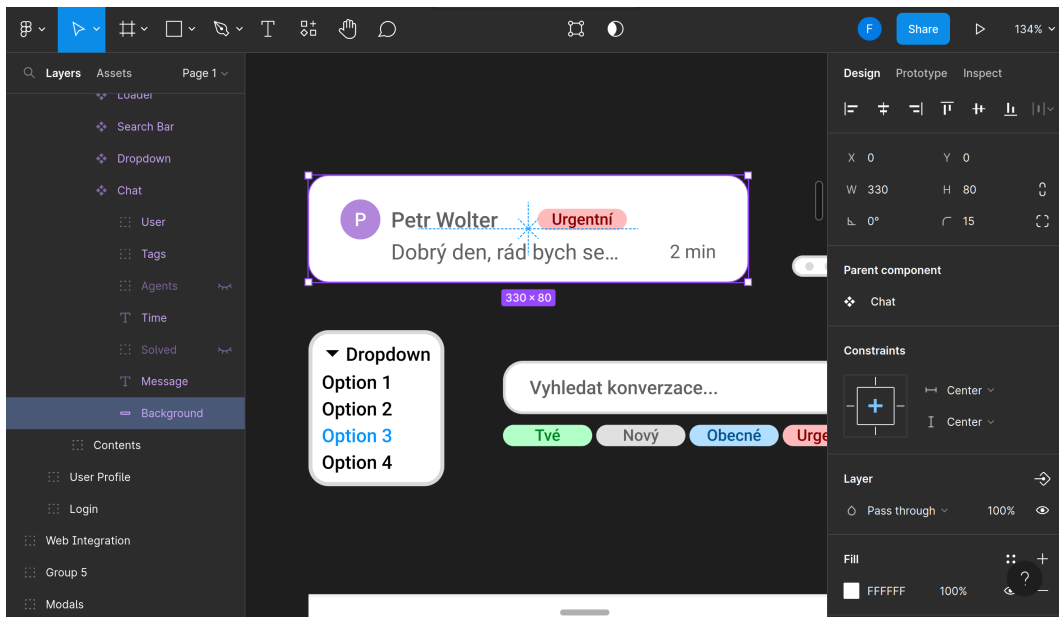 F
Share
134%
Layers
Assets
Page 1
Design
Prototype
Inspect
Loader
Search Bar
Dropdown
Chat
User
Tags
Agents
Time
Solved
Message
Background
Contents
User Profile
Login
Web Integration
Group 5
Modals
P
Petr Wolter
Urgentní
Dobrý den, rád bych se…
2 min
330 × 80
Dropdown
Option 1
Option 2
Option 3
Option 4
Vyhledat konverzace...
Tvé
Nový
Obecné
Urge
X 0
Y 0
W 330
H 80
0°
15
Parent component
Chat
Constraints
Center
Center
Layer
Pass through
100%
Fill
FFFFFF
100%
?